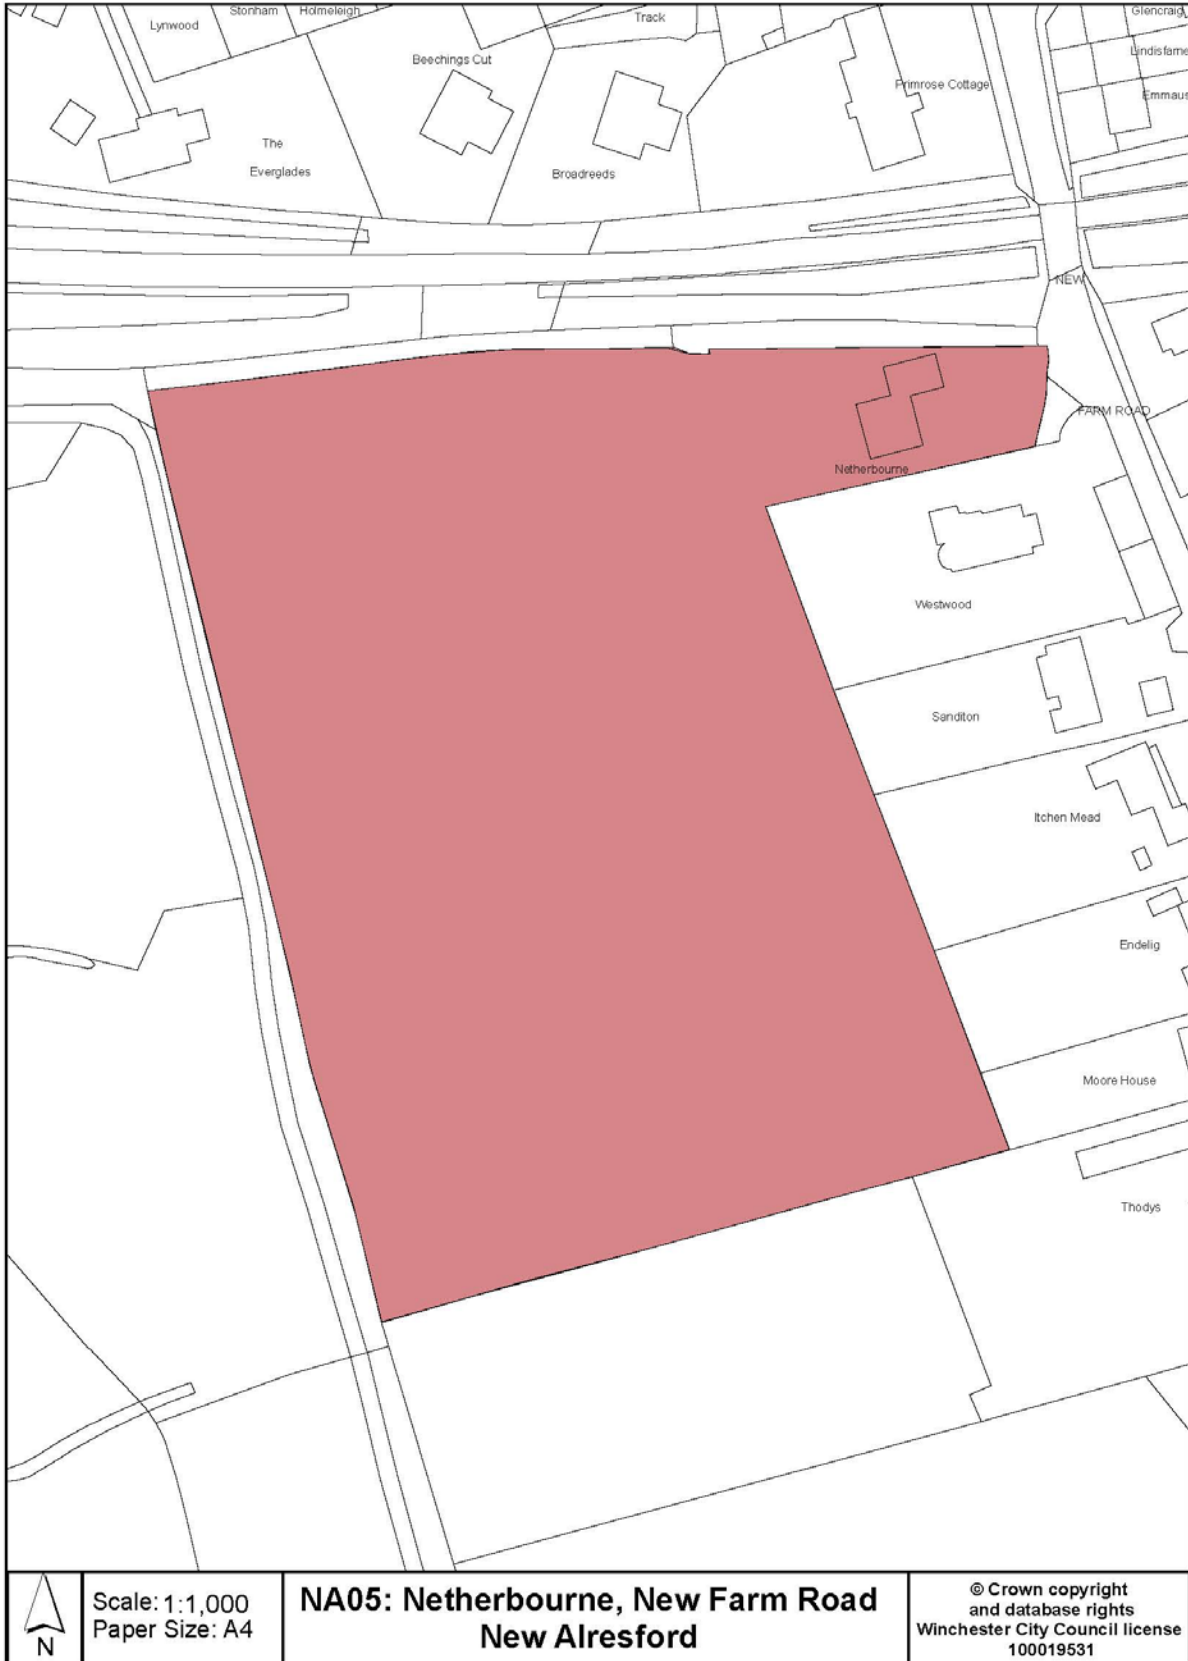 Stonham
Holmeleigh
Track
Glencraig
Lynwood
Lindisfarne
Beechings Cut
Primrose Cottage
Emmaus
The
Everglades
Broadreeds
NEW
FARM ROAD
Netherbourne
Westwood
Sanditon
Itchen Mead
Endelig
Moore House
Thodys
N
Scale: 1:1,000
Paper Size: A4
NA05: Netherbourne, New Farm Road
New Alresford
© Crown copyright
and database rights
Winchester City Council license
100019531